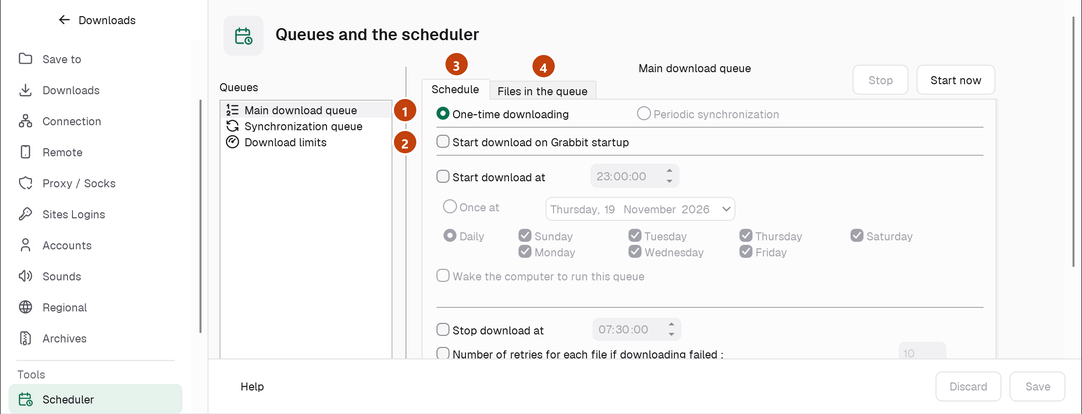 Downloads
Save to
Downloads
Connection
Remote
Proxy / Socks
Sites Logins
Accounts
Sounds
Regional
Archives
Tools
Scheduler
Queues and the scheduler
Queues
Main download queue
Synchronization queue
Download limits
1
2
3
4
Main download queue
Stop
Start now
Schedule
Files in the queue
One-time downloading
Periodic synchronization
Start download on Grabbit startup
Start download at
23:00:00
Once at
Thursday, 19 November 2026
Daily
Sunday
Tuesday
Thursday
Saturday
Monday
Wednesday
Friday
Wake the computer to run this queue
Stop download at
07:30:00
Number of retries for each file if downloading failed :
10
Help
Discard
Save